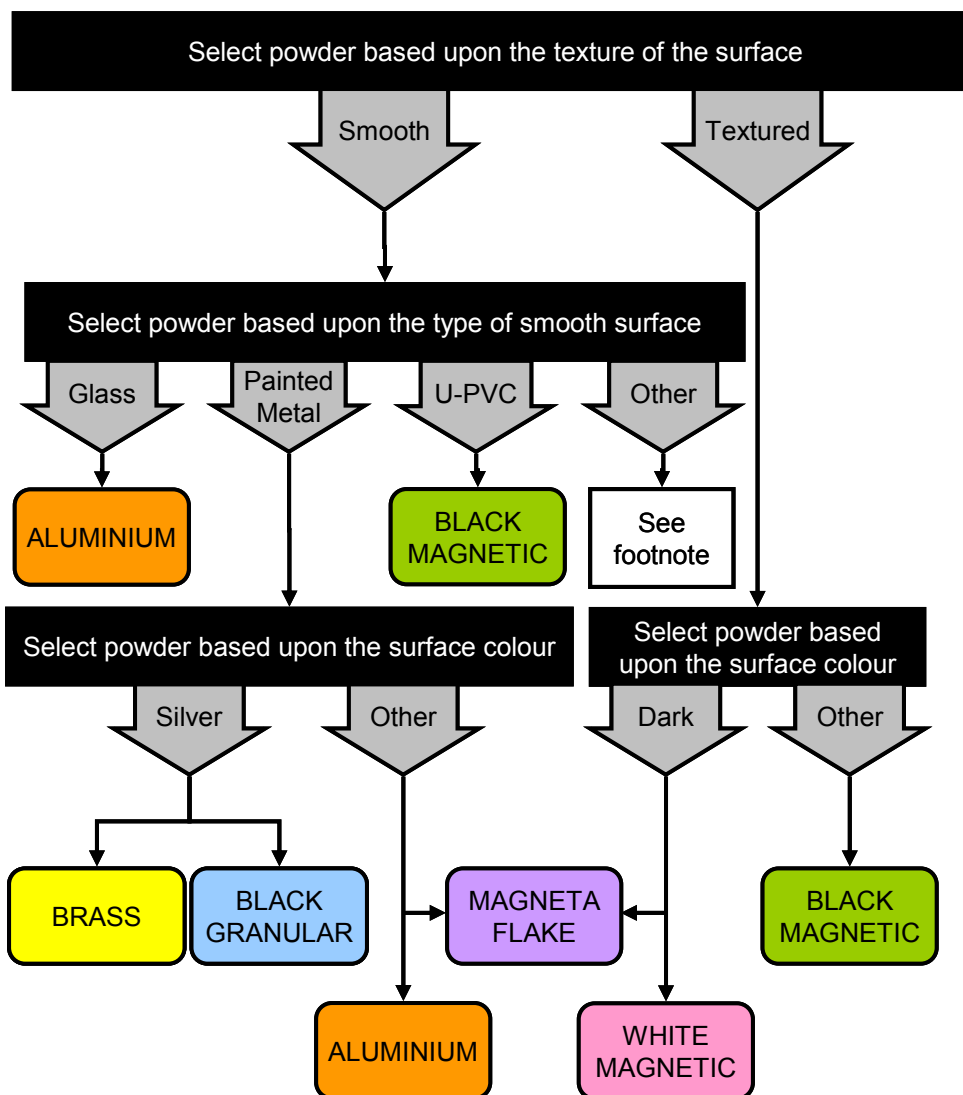 Select powder based upon the texture of the surface
Smooth
Textured
Select powder based upon the type of smooth surface
Glass
Painted
Metal
U-PVC
Other
ALUMINIUM
BLACK
MAGNETIC
See
footnote
Select powder based upon the surface colour
Select powder based
upon the surface colour
Silver
Other
Dark
Other
BRASS
BLACK
GRANULAR
MAGNETA
FLAKE
BLACK
MAGNETIC
ALUMINIUM
WHITE
MAGNETIC